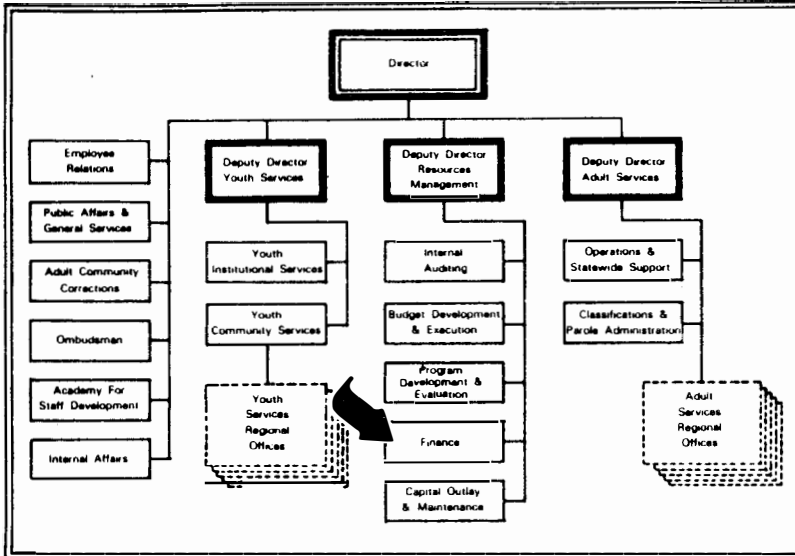 Director
Employee
Relations
Public Affairs &
General Services
Adult Community
Corrections
Ombudsman
Academy For
Staff Development
Internal Affairs
Deputy Director
Youth Services
Youth
Institutional Services
Youth
Community Services
Youth
Services
Regional
Offices
Deputy Director
Resources
Management
Internal
Auditing
Budget Development
& Execution
Program
Development &
Evaluation
Finance
Capital Outlay
& Maintenance
Deputy Director
Adult Services
Operations &
Statewide Support
Classifications &
Parole Administration
Adult
Services
Regional
Offices